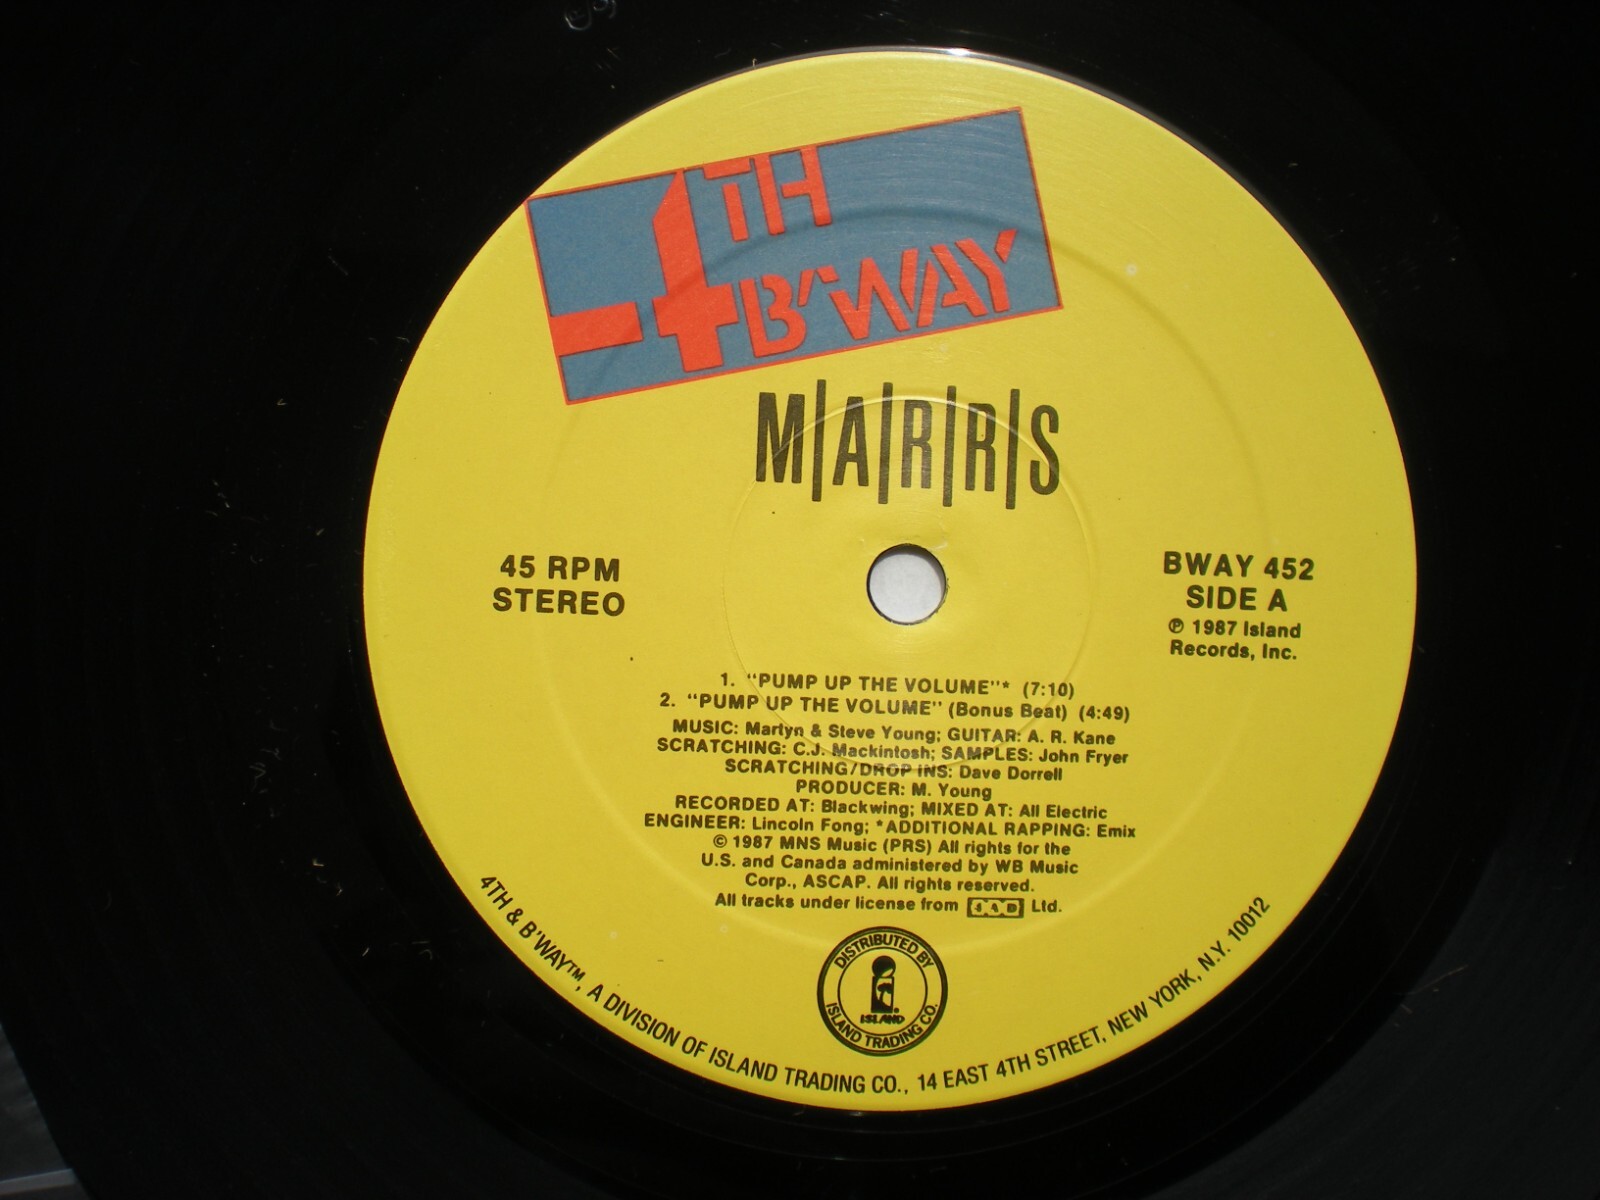 4TH
B'WAY
M|A|R|R|S
45 RPM
STEREO
BWAY 452
SIDE A
℗ 1987 Island
Records, Inc.
1. "PUMP UP THE VOLUME"* (7:10)
2. "PUMP UP THE VOLUME" (Bonus Beat) (4:49)
MUSIC: Martyn & Steve Young; GUITAR: A. R. Kane
SCRATCHING: C.J. Mackintosh; SAMPLES: John Fryer
SCRATCHING/DROP INS: Dave Dorrell
PRODUCER: M. Young
RECORDED AT: Blackwing; MIXED AT: All Electric
ENGINEER: Lincoln Fong; *ADDITIONAL RAPPING: Emix
© 1987 MNS Music (PRS) All rights for the
U.S. and Canada administered by WB Music
Corp., ASCAP. All rights reserved.
All tracks under license from 4AD Ltd.
DISTRIBUTED BY
ISLAND
ISLAND TRADING CO.
4TH & B'WAY™, A DIVISION OF ISLAND TRADING CO., 14 EAST 4TH STREET, NEW YORK, N.Y. 10012